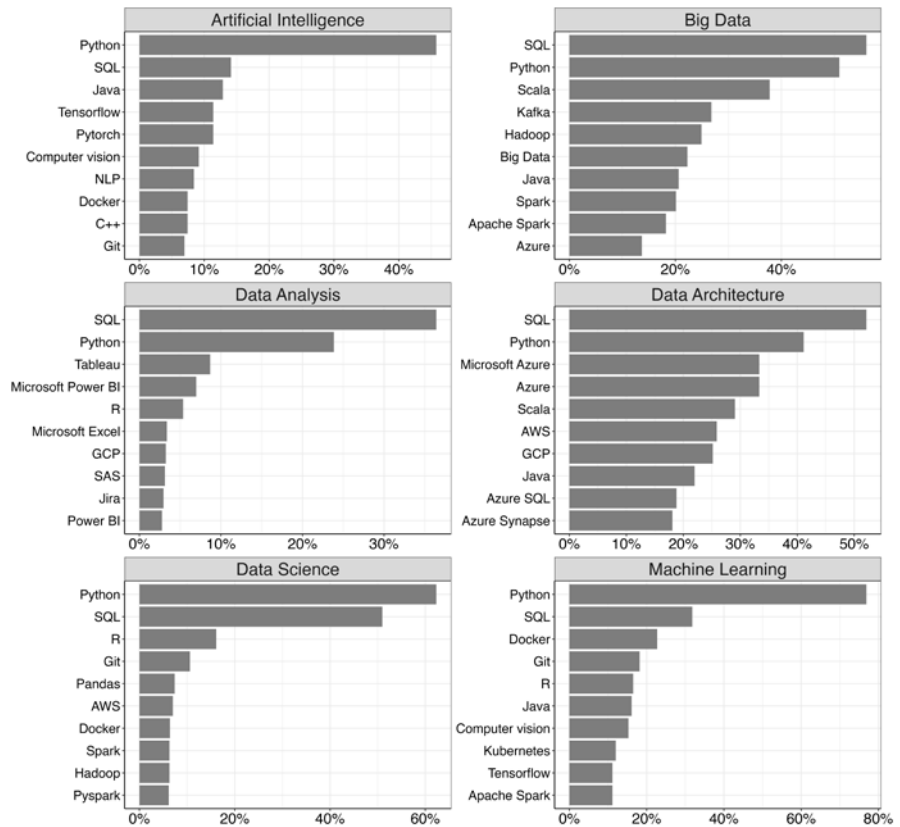 Artificial Intelligence
Python
SQL
Java
Tensorflow
Pytorch
Computer vision
NLP
Docker
C++
Git
0% 10% 20% 30% 40%
Big Data
SQL
Python
Scala
Kafka
Hadoop
Big Data
Java
Spark
Apache Spark
Azure
0% 20% 40%
Data Analysis
SQL
Python
Tableau
Microsoft Power BI
R
Microsoft Excel
GCP
SAS
Jira
Power BI
0% 10% 20% 30%
Data Architecture
SQL
Python
Microsoft Azure
Azure
Scala
AWS
GCP
Java
Azure SQL
Azure Synapse
0% 10% 20% 30% 40% 50%
Data Science
Python
SQL
R
Git
Pandas
AWS
Docker
Spark
Hadoop
Pyspark
0% 20% 40% 60%
Machine Learning
Python
SQL
Docker
Git
R
Java
Computer vision
Kubernetes
Tensorflow
Apache Spark
0% 20% 40% 60% 80%